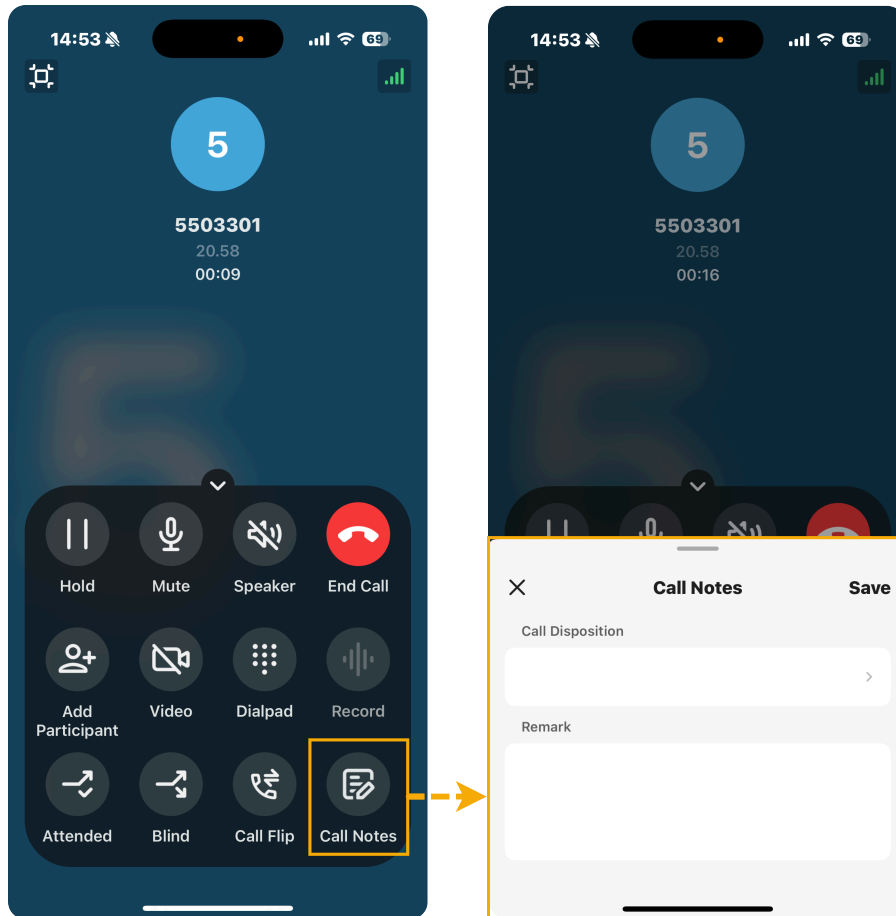 14:53
69
5
5503301
20.58
00:09
Hold
Mute
Speaker
End Call
Add
Participant
Video
Dialpad
Record
Attended
Blind
Call Flip
Call Notes
14:53
69
5
5503301
20.58
00:16
Call Notes
Save
Call Disposition
Remark